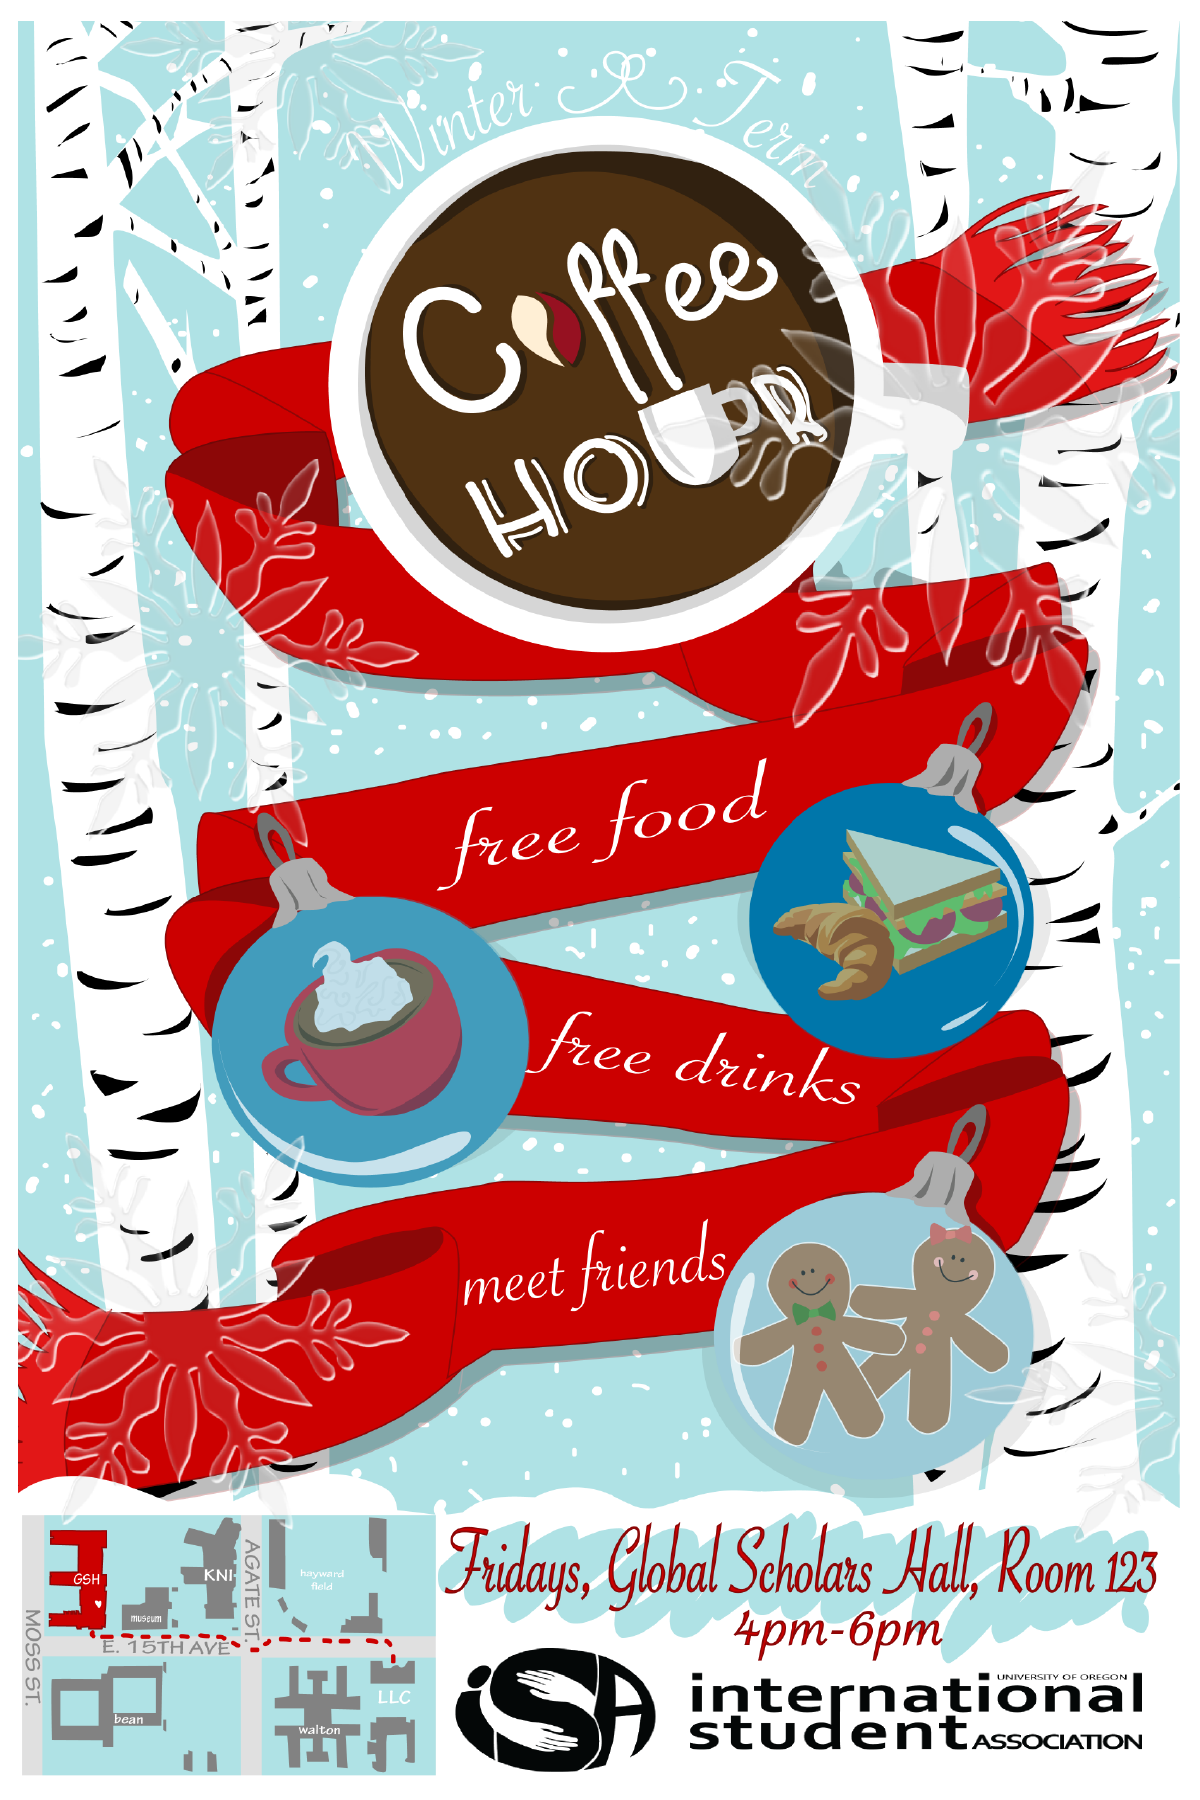 Winter Term
Coffee
HOUR
free food
free drinks
meet friends
Fridays, Global Scholars Hall, Room 123
4pm-6pm
GSH
KNI
museum
AGATE ST.
hayward
field
MOSS ST.
E. 15TH AVE
bean
walton
LLC
iSA
UNIVERSITY OF OREGON
international
student ASSOCIATION